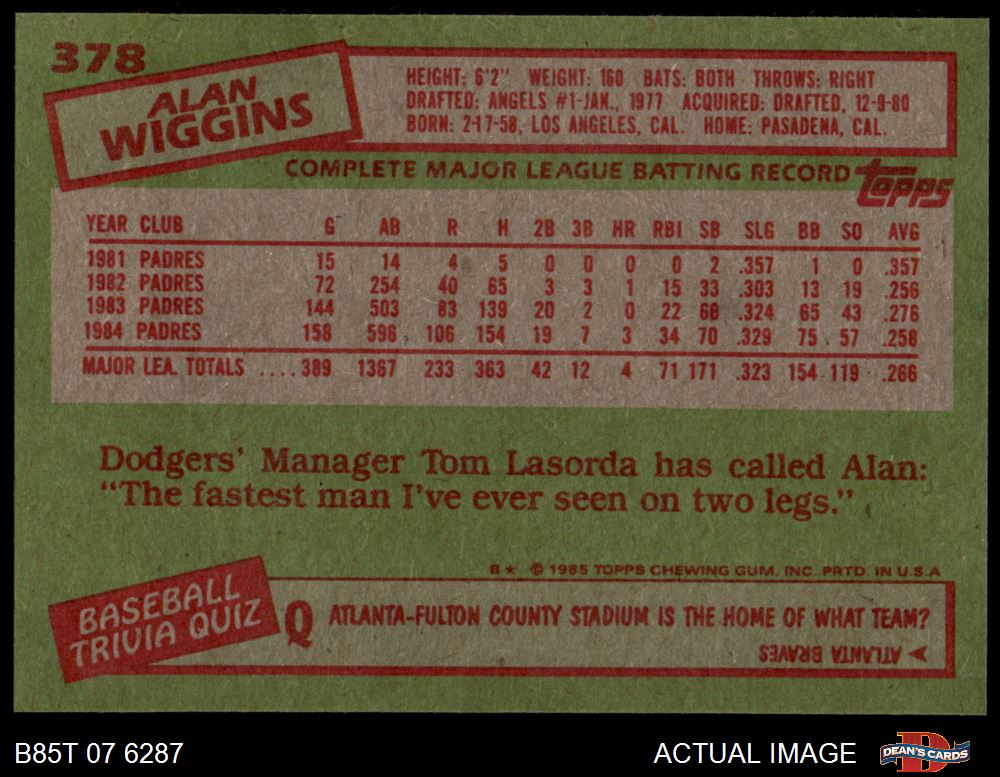 378
ALAN
WIGGINS
HEIGHT: 6'2" WEIGHT: 160 BATS: BOTH THROWS: RIGHT
DRAFTED: ANGELS #1-JAN., 1977 ACQUIRED: DRAFTED, 12-9-80
BORN: 2-17-58, LOS ANGELES, CAL. HOME: PASADENA, CAL.
COMPLETE MAJOR LEAGUE BATTING RECORD topps
YEAR CLUB G AB R H 2B 3B HR RBI SB SLG BB SO AVG
1981 PADRES 15 14 4 5 0 0 0 0 2 .357 1 0 .357
1982 PADRES 72 254 40 65 3 3 1 15 33 .303 13 19 .256
1983 PADRES 144 503 83 139 20 2 0 22 66 .324 65 43 .276
1984 PADRES 158 596 106 154 19 7 3 34 70 .329 75 57 .258
MAJOR LEA. TOTALS .... 389 1367 233 363 42 12 4 71 171 .323 154 119 .266
Dodgers' Manager Tom Lasorda has called Alan:
"The fastest man I've ever seen on two legs."
B★ © 1985 TOPPS CHEWING GUM, INC. PRTD. IN U.S.A
BASEBALL
TRIVIA QUIZ
Q ATLANTA-FULTON COUNTY STADIUM IS THE HOME OF WHAT TEAM?
➤ ATLANTA BRAVES
B85T 07 6287
ACTUAL IMAGE
DEAN'S CARDS